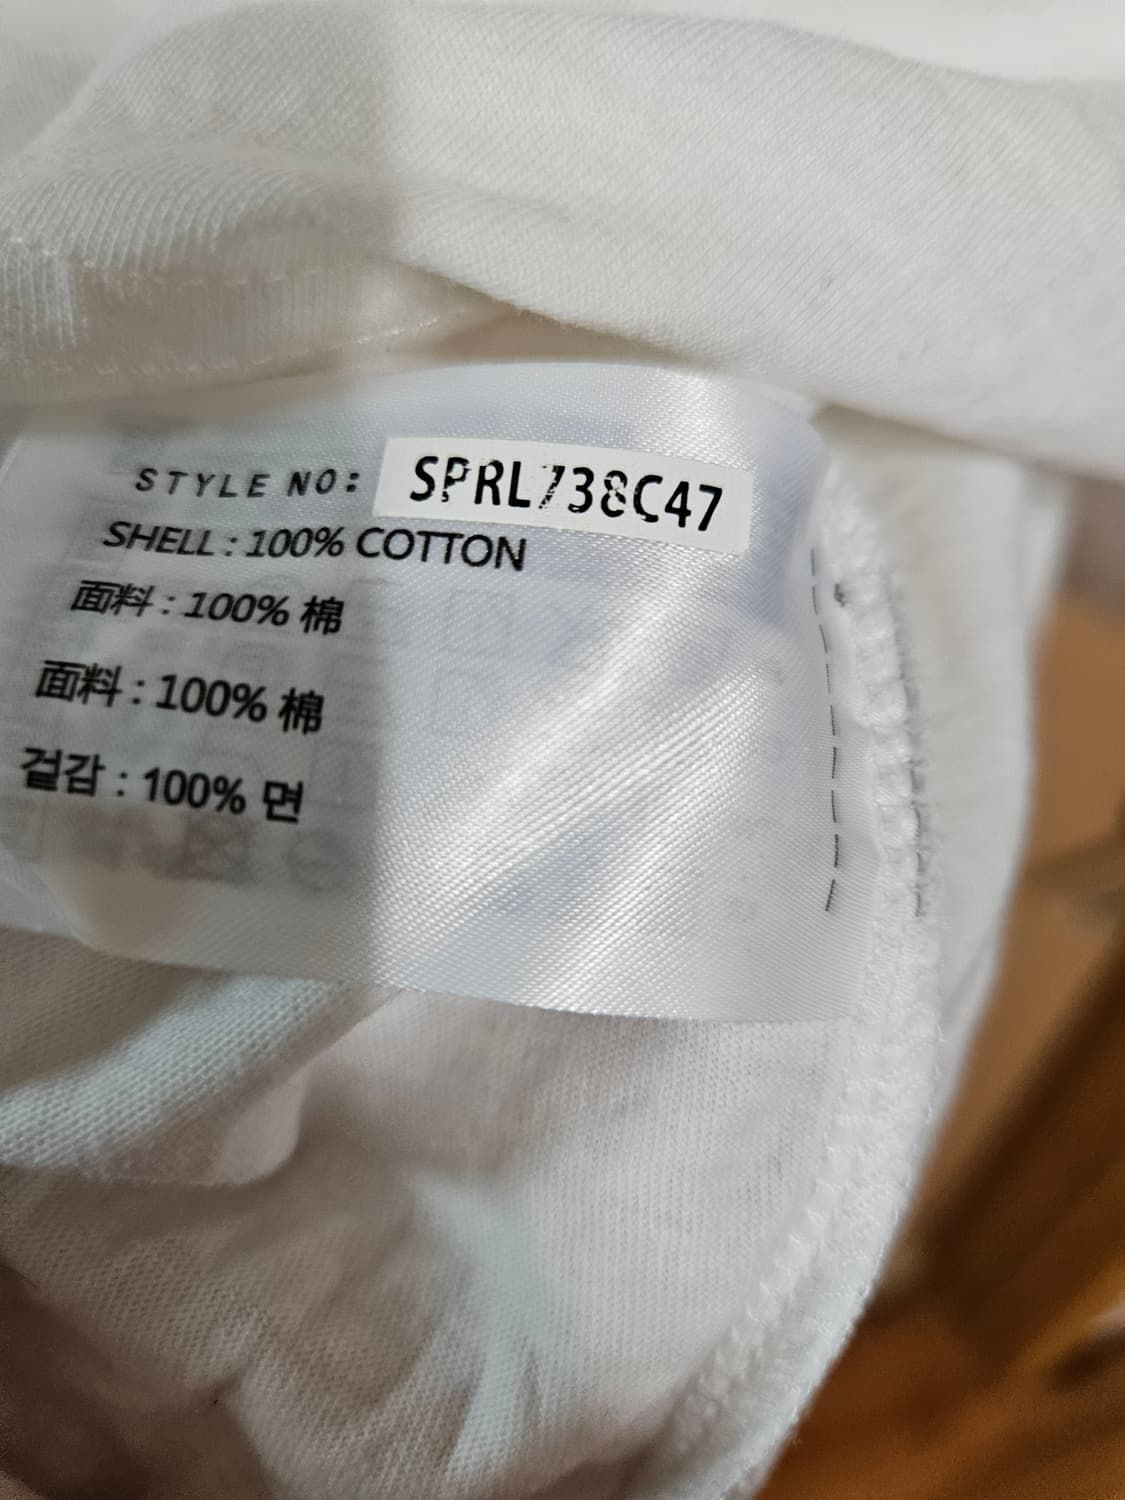 STYLE NO: SPRL738C47
SHELL : 100% COTTON
面料 : 100% 棉
面料 : 100% 棉
겉감 : 100% 면